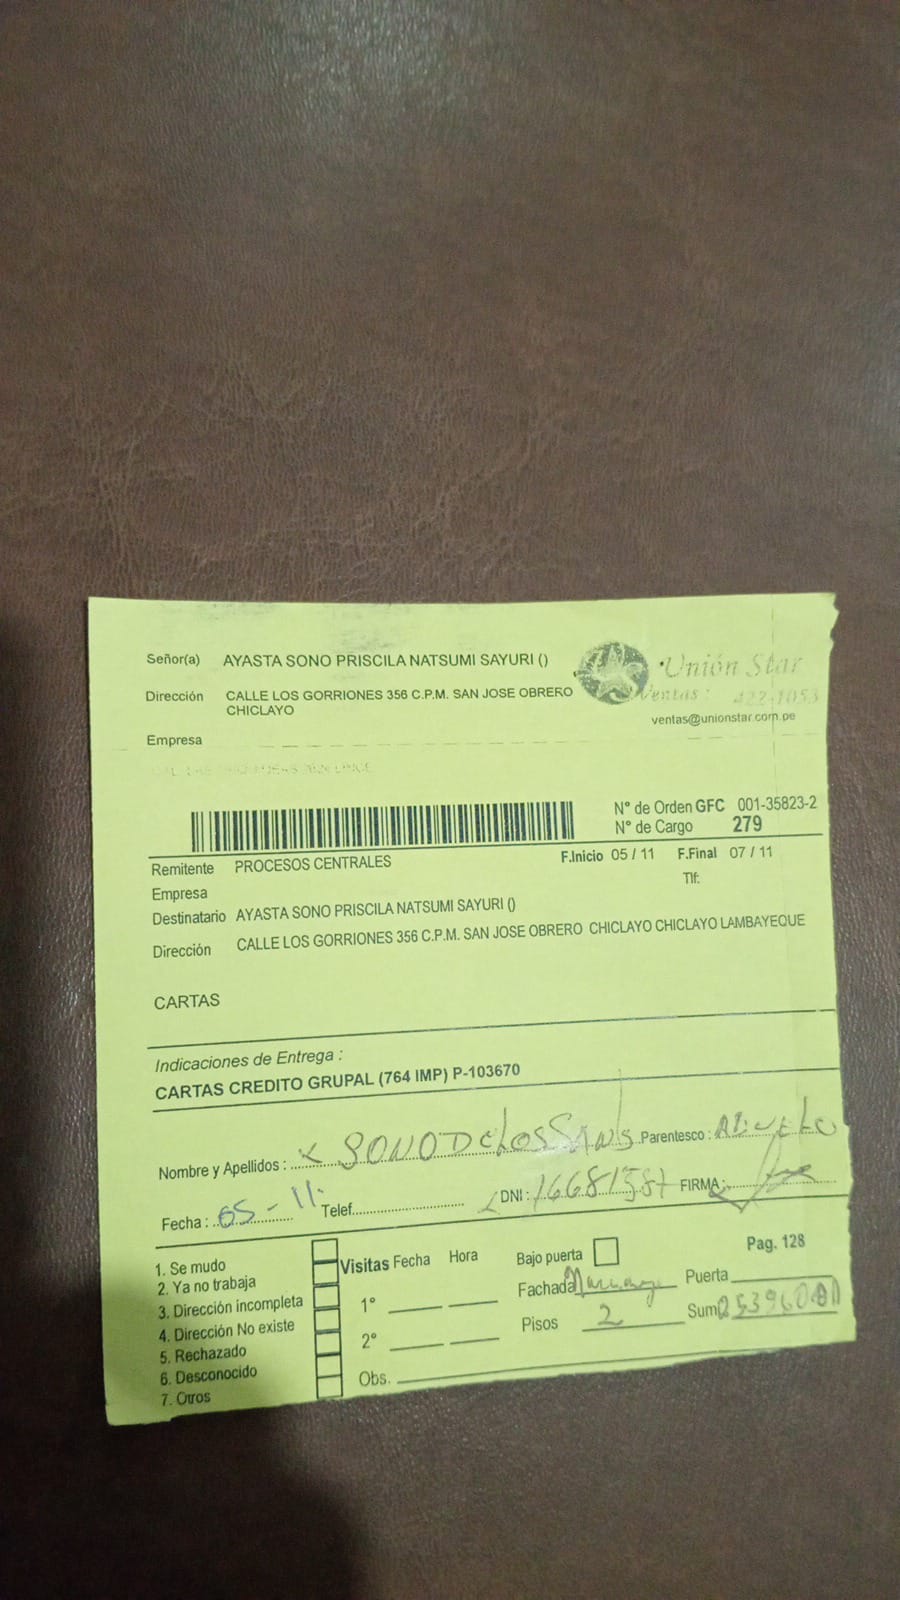 Señor(a) AYASTA SONO PRISCILA NATSUMI SAYURI ()
Unión Star
Dirección CALLE LOS GORRIONES 356 C.P.M. SAN JOSE OBRERO
CHICLAYO
Ventas: 422-1053
ventas@unionstar.com.pe
Empresa
N° de Orden GFC 001-35823-2
N° de Cargo 279
Remitente PROCESOS CENTRALES F.Inicio 05 / 11 F.Final 07 / 11
Empresa Tlf:
Destinatario AYASTA SONO PRISCILA NATSUMI SAYURI ()
Dirección CALLE LOS GORRIONES 356 C.P.M. SAN JOSE OBRERO CHICLAYO CHICLAYO LAMBAYEQUE
CARTAS
Indicaciones de Entrega :
CARTAS CREDITO GRUPAL (764 IMP) P-103670
Nombre y Apellidos : SONO DE LOS Parentesco : ABUELO
Fecha : 05 - 11. Telef. DNI : 16681587 FIRMA :
1. Se mudo
2. Ya no trabaja
3. Dirección incompleta
4. Dirección No existe
5. Rechazado
6. Desconocido
7. Otros
Visitas Fecha Hora
1°
2°
Obs.
Bajo puerta Pag. 128
Fachada Puerta
Pisos 2 Sum